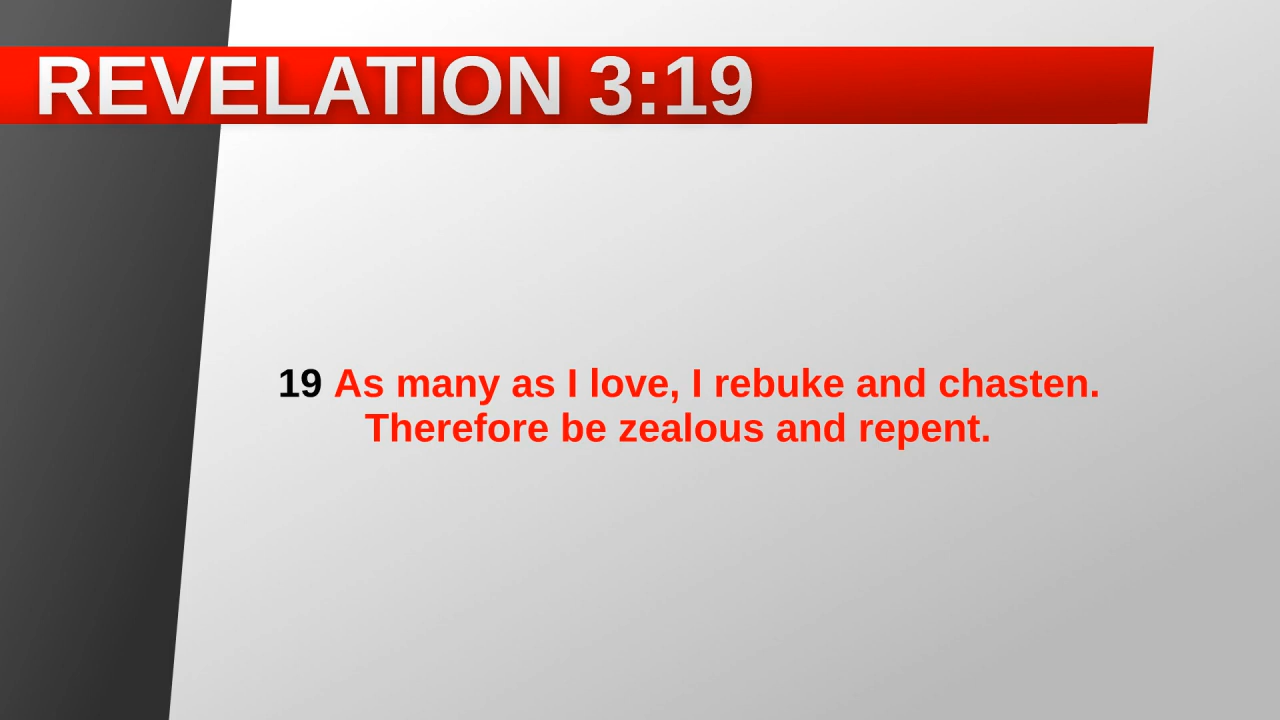 REVELATION 3:19
19 As many as I love, I rebuke and chasten.
Therefore be zealous and repent.